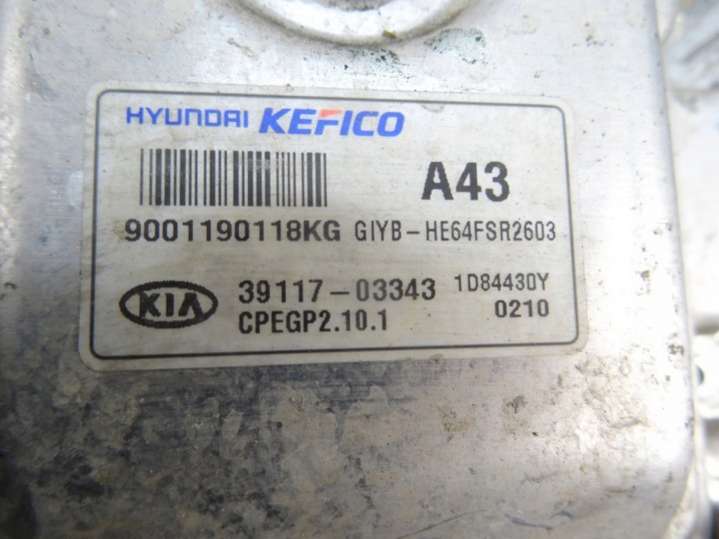 HYUNDAI KEFICO
A43
9001190118KG GIYB-HE64FSR2603
KIA 39117-03343 1D84430Y
CPEGP2.10.1 0210